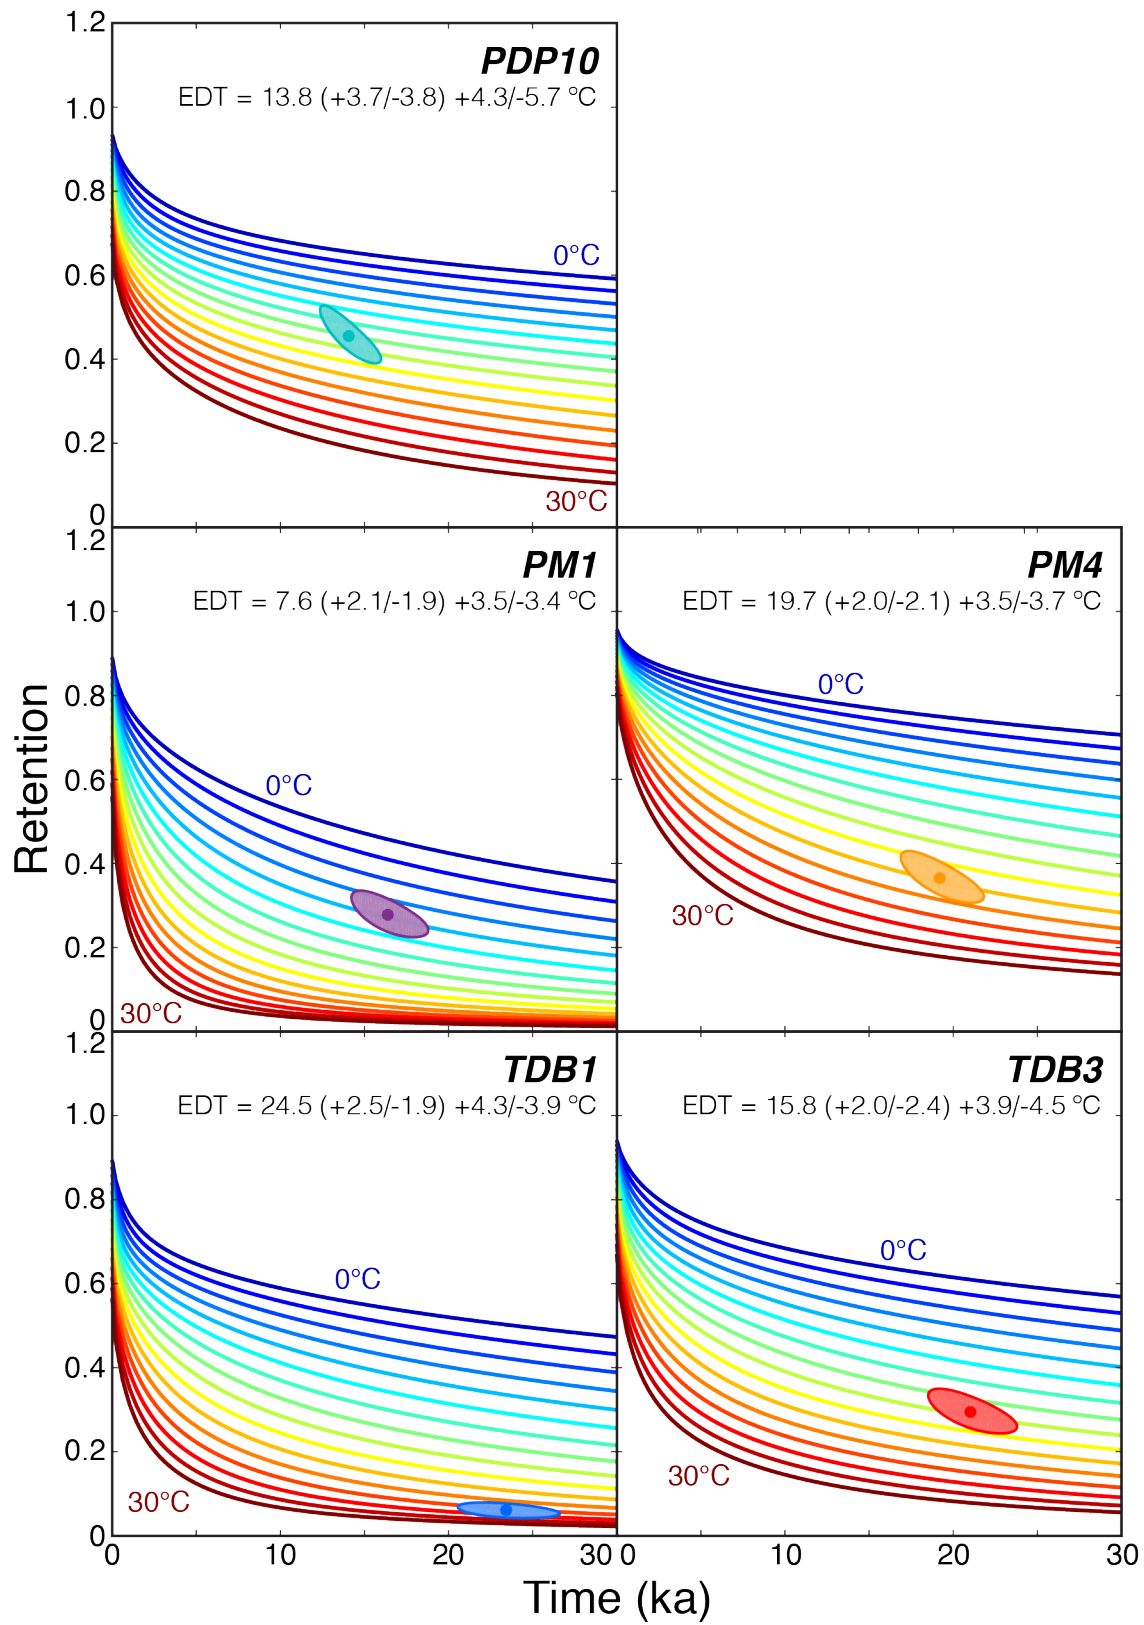 1.2
PDP10
EDT = 13.8 (+3.7/-3.8) +4.3/-5.7 °C
1.0
0.8
0°C
0.6
0.4
0.2
30°C
0
1.2
PM1
EDT = 7.6 (+2.1/-1.9) +3.5/-3.4 °C
PM4
EDT = 19.7 (+2.0/-2.1) +3.5/-3.7 °C
1.0
0.8
0°C
0°C
0.6
0.4
30°C
0.2
30°C
0
Retention
1.2
TDB1
EDT = 24.5 (+2.5/-1.9) +4.3/-3.9 °C
TDB3
EDT = 15.8 (+2.0/-2.4) +3.9/-4.5 °C
1.0
0.8
0°C
0°C
0.6
0.4
0.2
30°C
30°C
0
0 10 20 30 0 10 20 30
Time (ka)